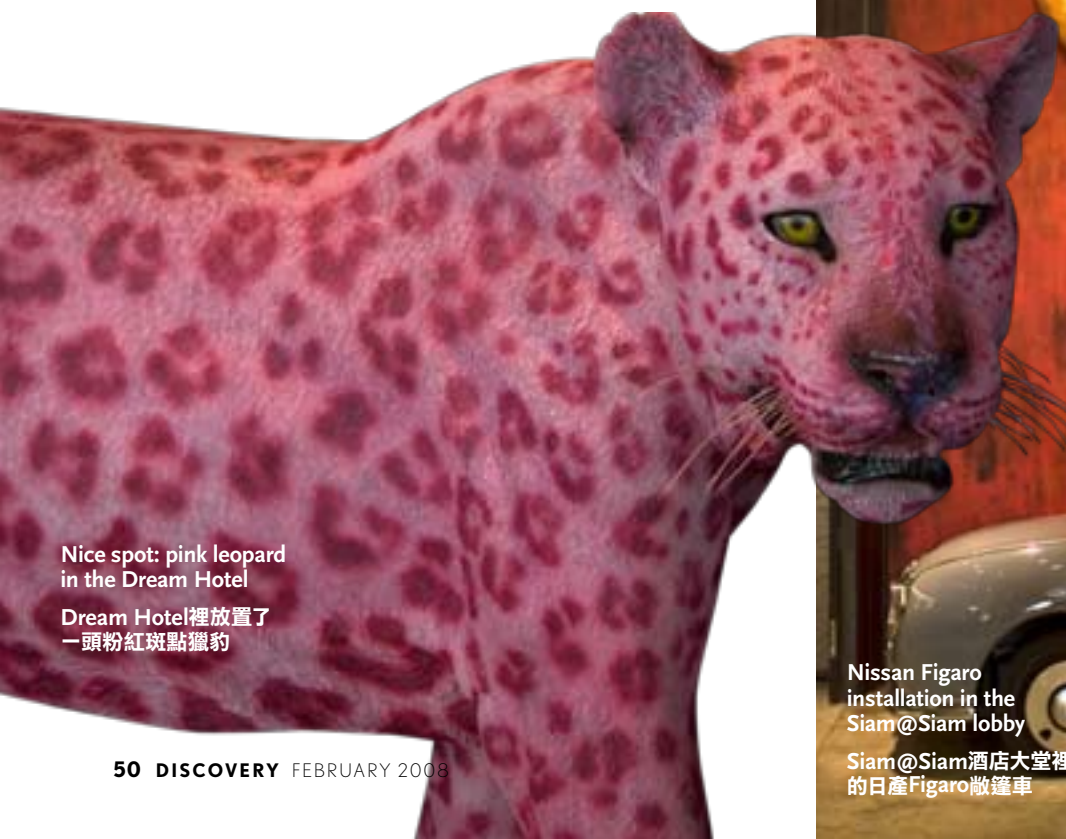 Nice spot: pink leopard
in the Dream Hotel
Dream Hotel裡放置了
一頭粉紅斑點獵豹
Nissan Figaro
installation in the
Siam@Siam lobby
Siam@Siam酒店大堂裡
的日產Figaro敞篷車
50 DISCOVERY FEBRUARY 2008